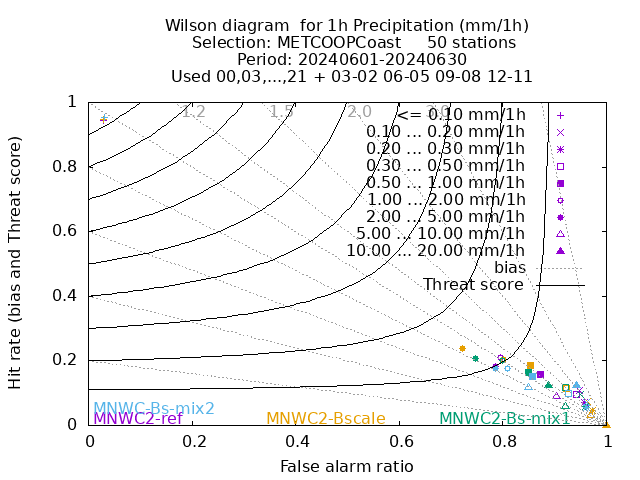 Wilson diagram  for 1h Precipitation (mm/1h)
Selection: METCOOPCoast     50 stations
Period: 20240601-20240630
Used 00,03,...,21 + 03-02 06-05 09-08 12-11
1.2 1.5 2.0 3.0
<= 0.10 mm/1h
0.10 ... 0.20 mm/1h
0.20 ... 0.30 mm/1h
0.30 ... 0.50 mm/1h
0.50 ... 1.00 mm/1h
1.00 ... 2.00 mm/1h
2.00 ... 5.00 mm/1h
5.00 ... 10.00 mm/1h
10.00 ... 20.00 mm/1h
bias
Threat score
1
0.8
0.6
0.4
0.2
0
Hit rate (bias and Threat score)
MNWC-Bs-mix2
MNWC2-ref MNWC2-Bscale MNWC2-Bs-mix1
0 0.2 0.4 0.6 0.8 1
False alarm ratio